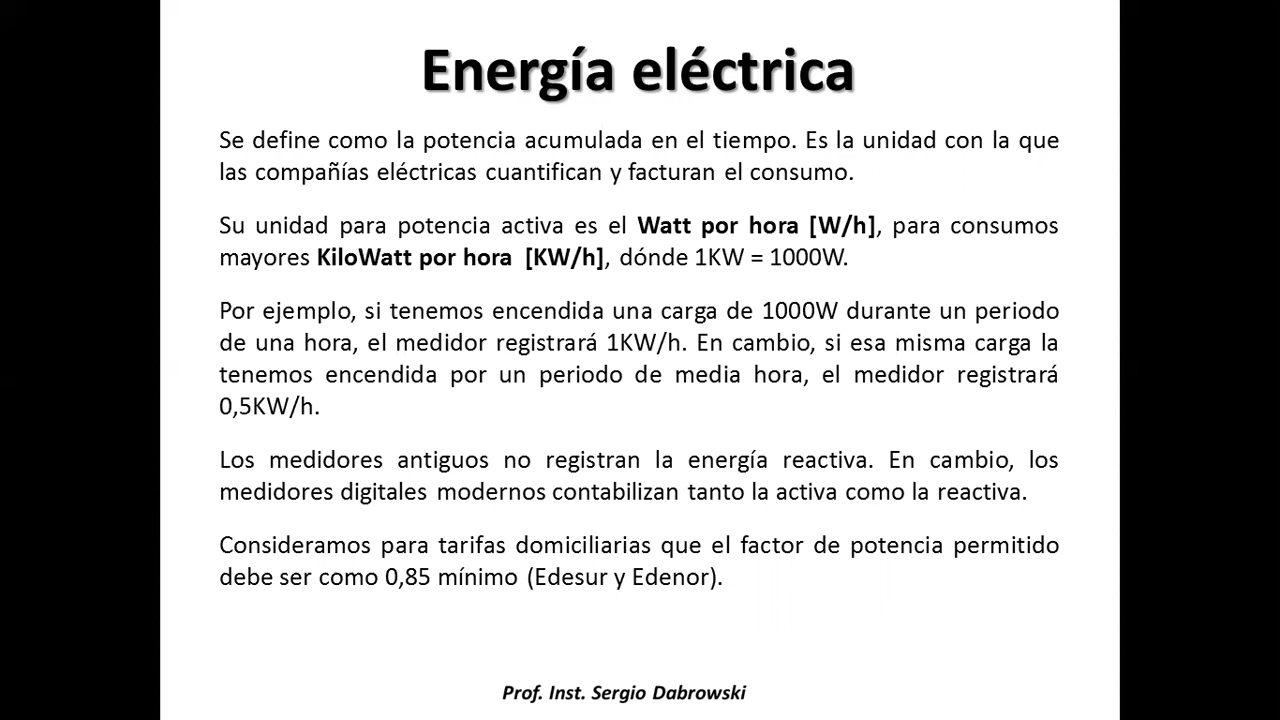 Energía eléctrica
Se define como la potencia acumulada en el tiempo. Es la unidad con la que
las compañías eléctricas cuantifican y facturan el consumo.
Su unidad para potencia activa es el Watt por hora [W/h], para consumos
mayores KiloWatt por hora [KW/h], dónde 1KW = 1000W.
Por ejemplo, si tenemos encendida una carga de 1000W durante un periodo
de una hora, el medidor registrará 1KW/h. En cambio, si esa misma carga la
tenemos encendida por un periodo de media hora, el medidor registrará
0,5KW/h.
Los medidores antiguos no registran la energía reactiva. En cambio, los
medidores digitales modernos contabilizan tanto la activa como la reactiva.
Consideramos para tarifas domiciliarias que el factor de potencia permitido
debe ser como 0,85 mínimo (Edesur y Edenor).
Prof. Inst. Sergio Dabrowski